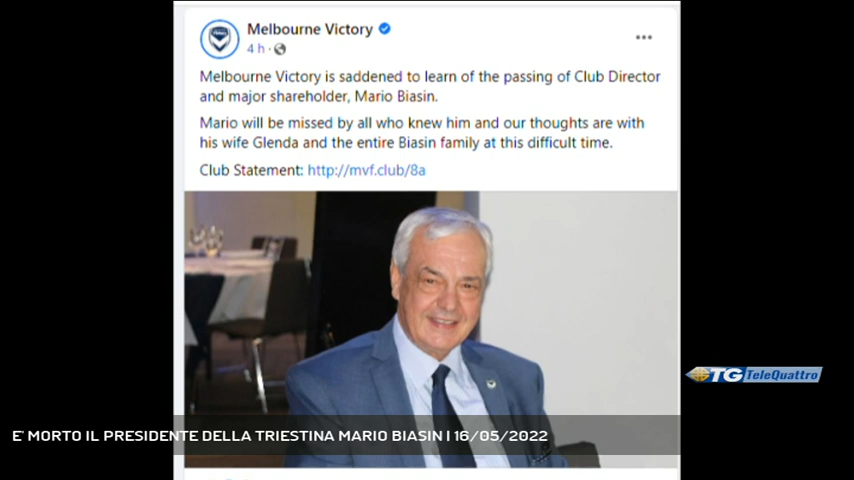 Melbourne Victory
4 h ·
Melbourne Victory is saddened to learn of the passing of Club Director
and major shareholder, Mario Biasin.
Mario will be missed by all who knew him and our thoughts are with
his wife Glenda and the entire Biasin family at this difficult time.
Club Statement: http://mvf.club/8a
TG TeleQuattro
E' MORTO IL PRESIDENTE DELLA TRIESTINA MARIO BIASIN | 16/05/2022